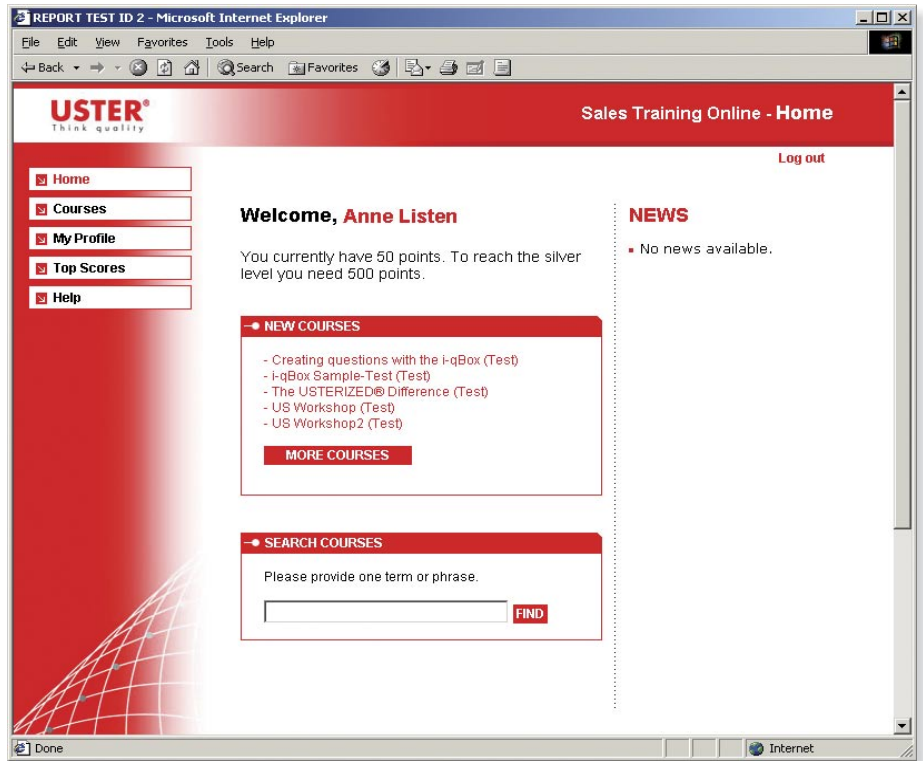 REPORT TEST ID 2 - Microsoft Internet Explorer
File Edit View Favorites Tools Help
Back Search Favorites
USTER®
Think quality
Sales Training Online - Home
Log out
Home
Courses
My Profile
Top Scores
Help
Welcome, Anne Listen
You currently have 50 points. To reach the silver
level you need 500 points.
NEW COURSES
- Creating questions with the i-qBox (Test)
- i-qBox Sample-Test (Test)
- The USTERIZED® Difference (Test)
- US Workshop (Test)
- US Workshop2 (Test)
MORE COURSES
SEARCH COURSES
Please provide one term or phrase.
FIND
NEWS
No news available.
Done
Internet